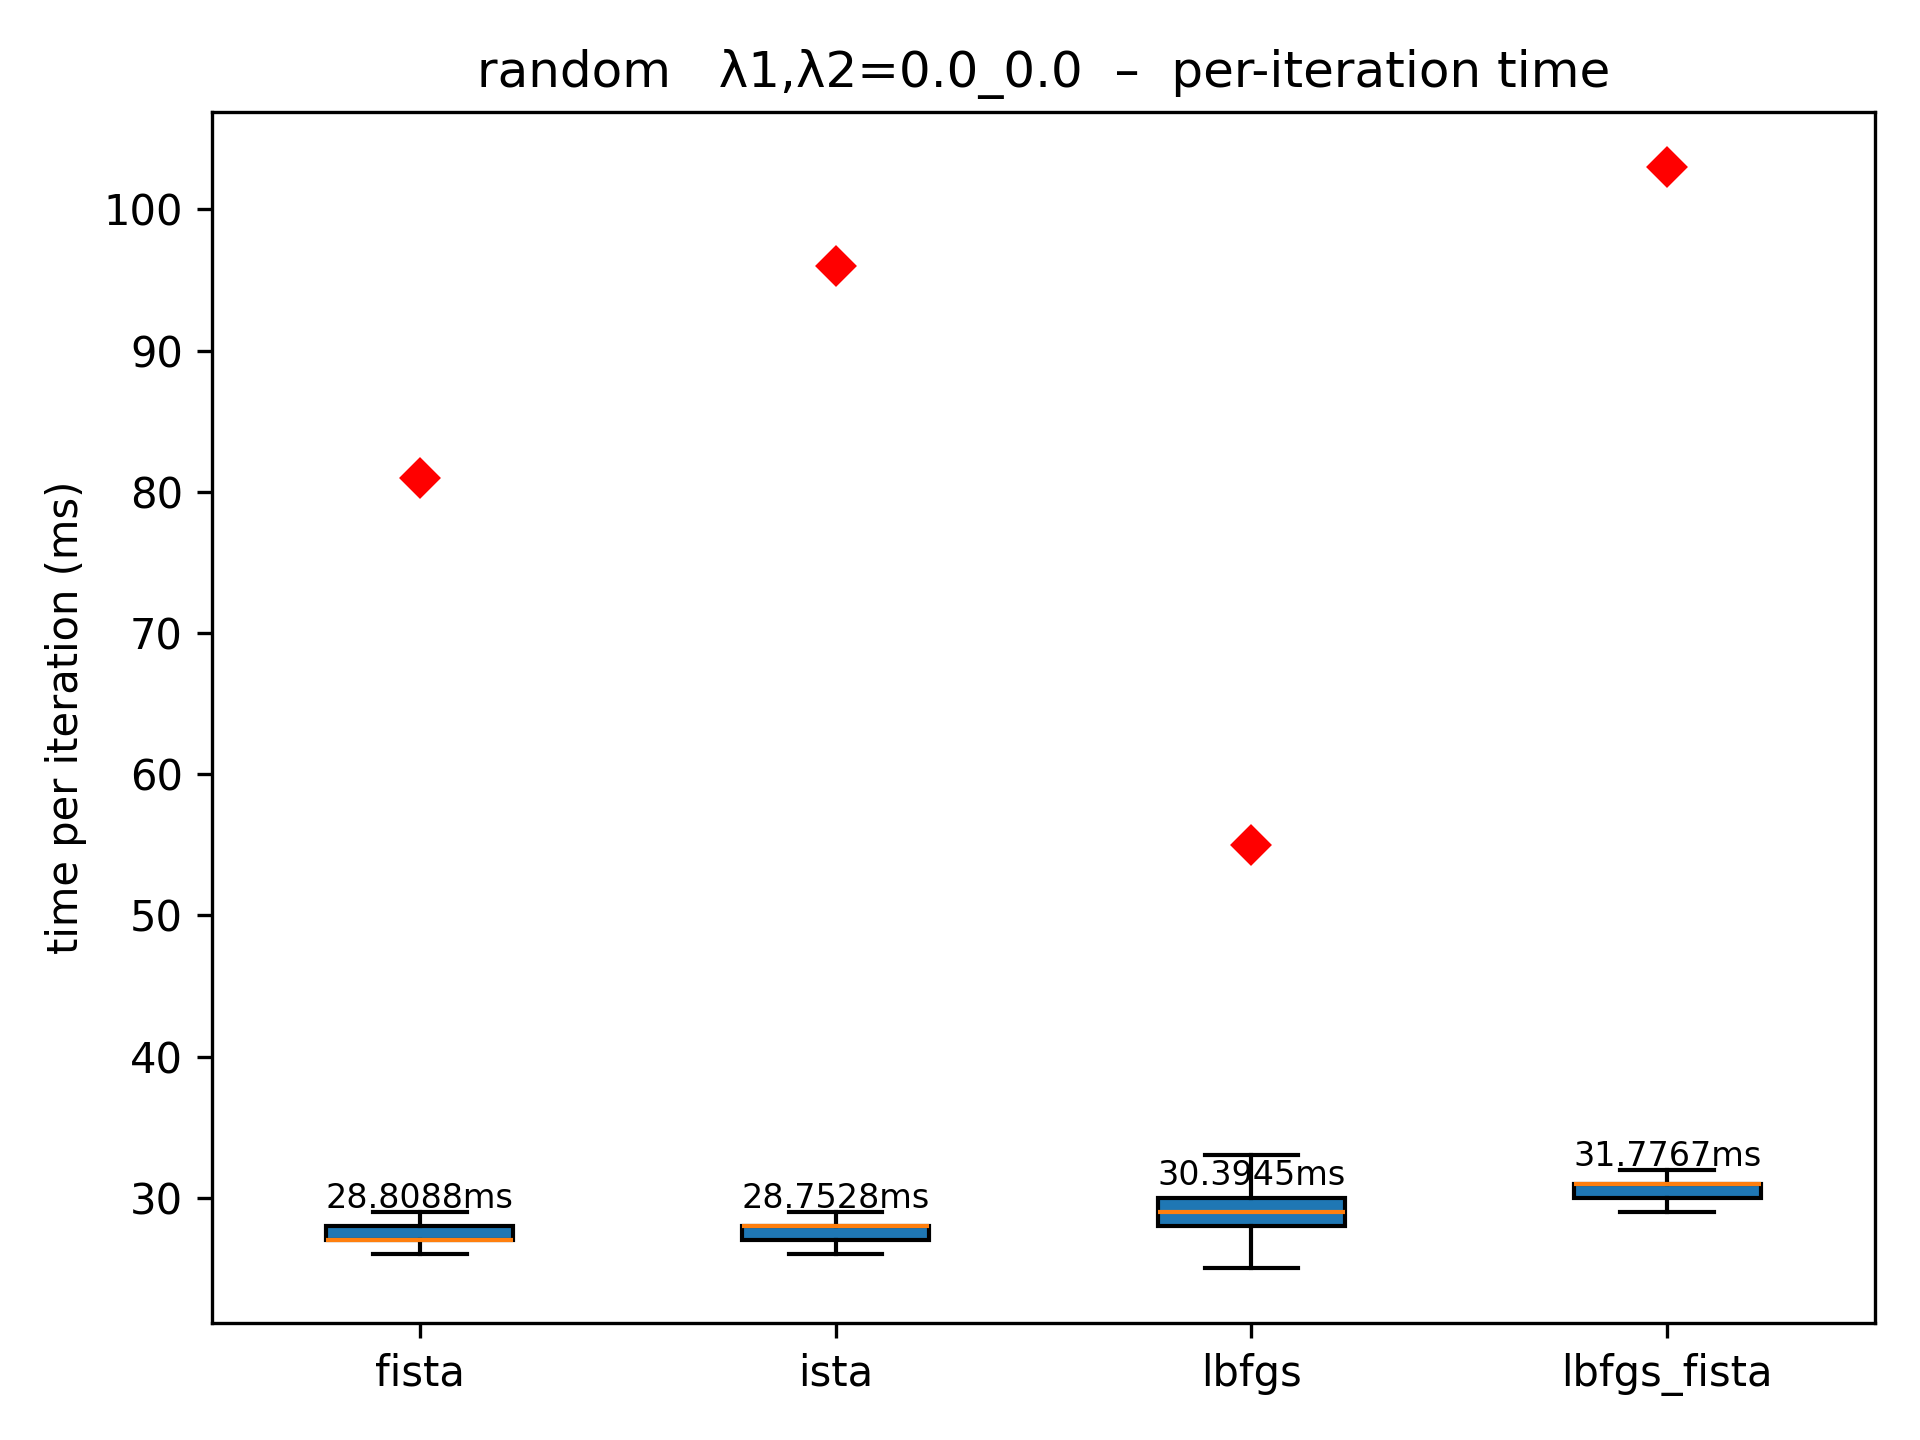 random   λ1,λ2=0.0_0.0  –  per-iteration time
time per iteration (ms)
100
90
80
70
60
50
40
30
28.8088ms
28.7528ms
30.3945ms
31.7767ms
fista
ista
lbfgs
lbfgs_fista